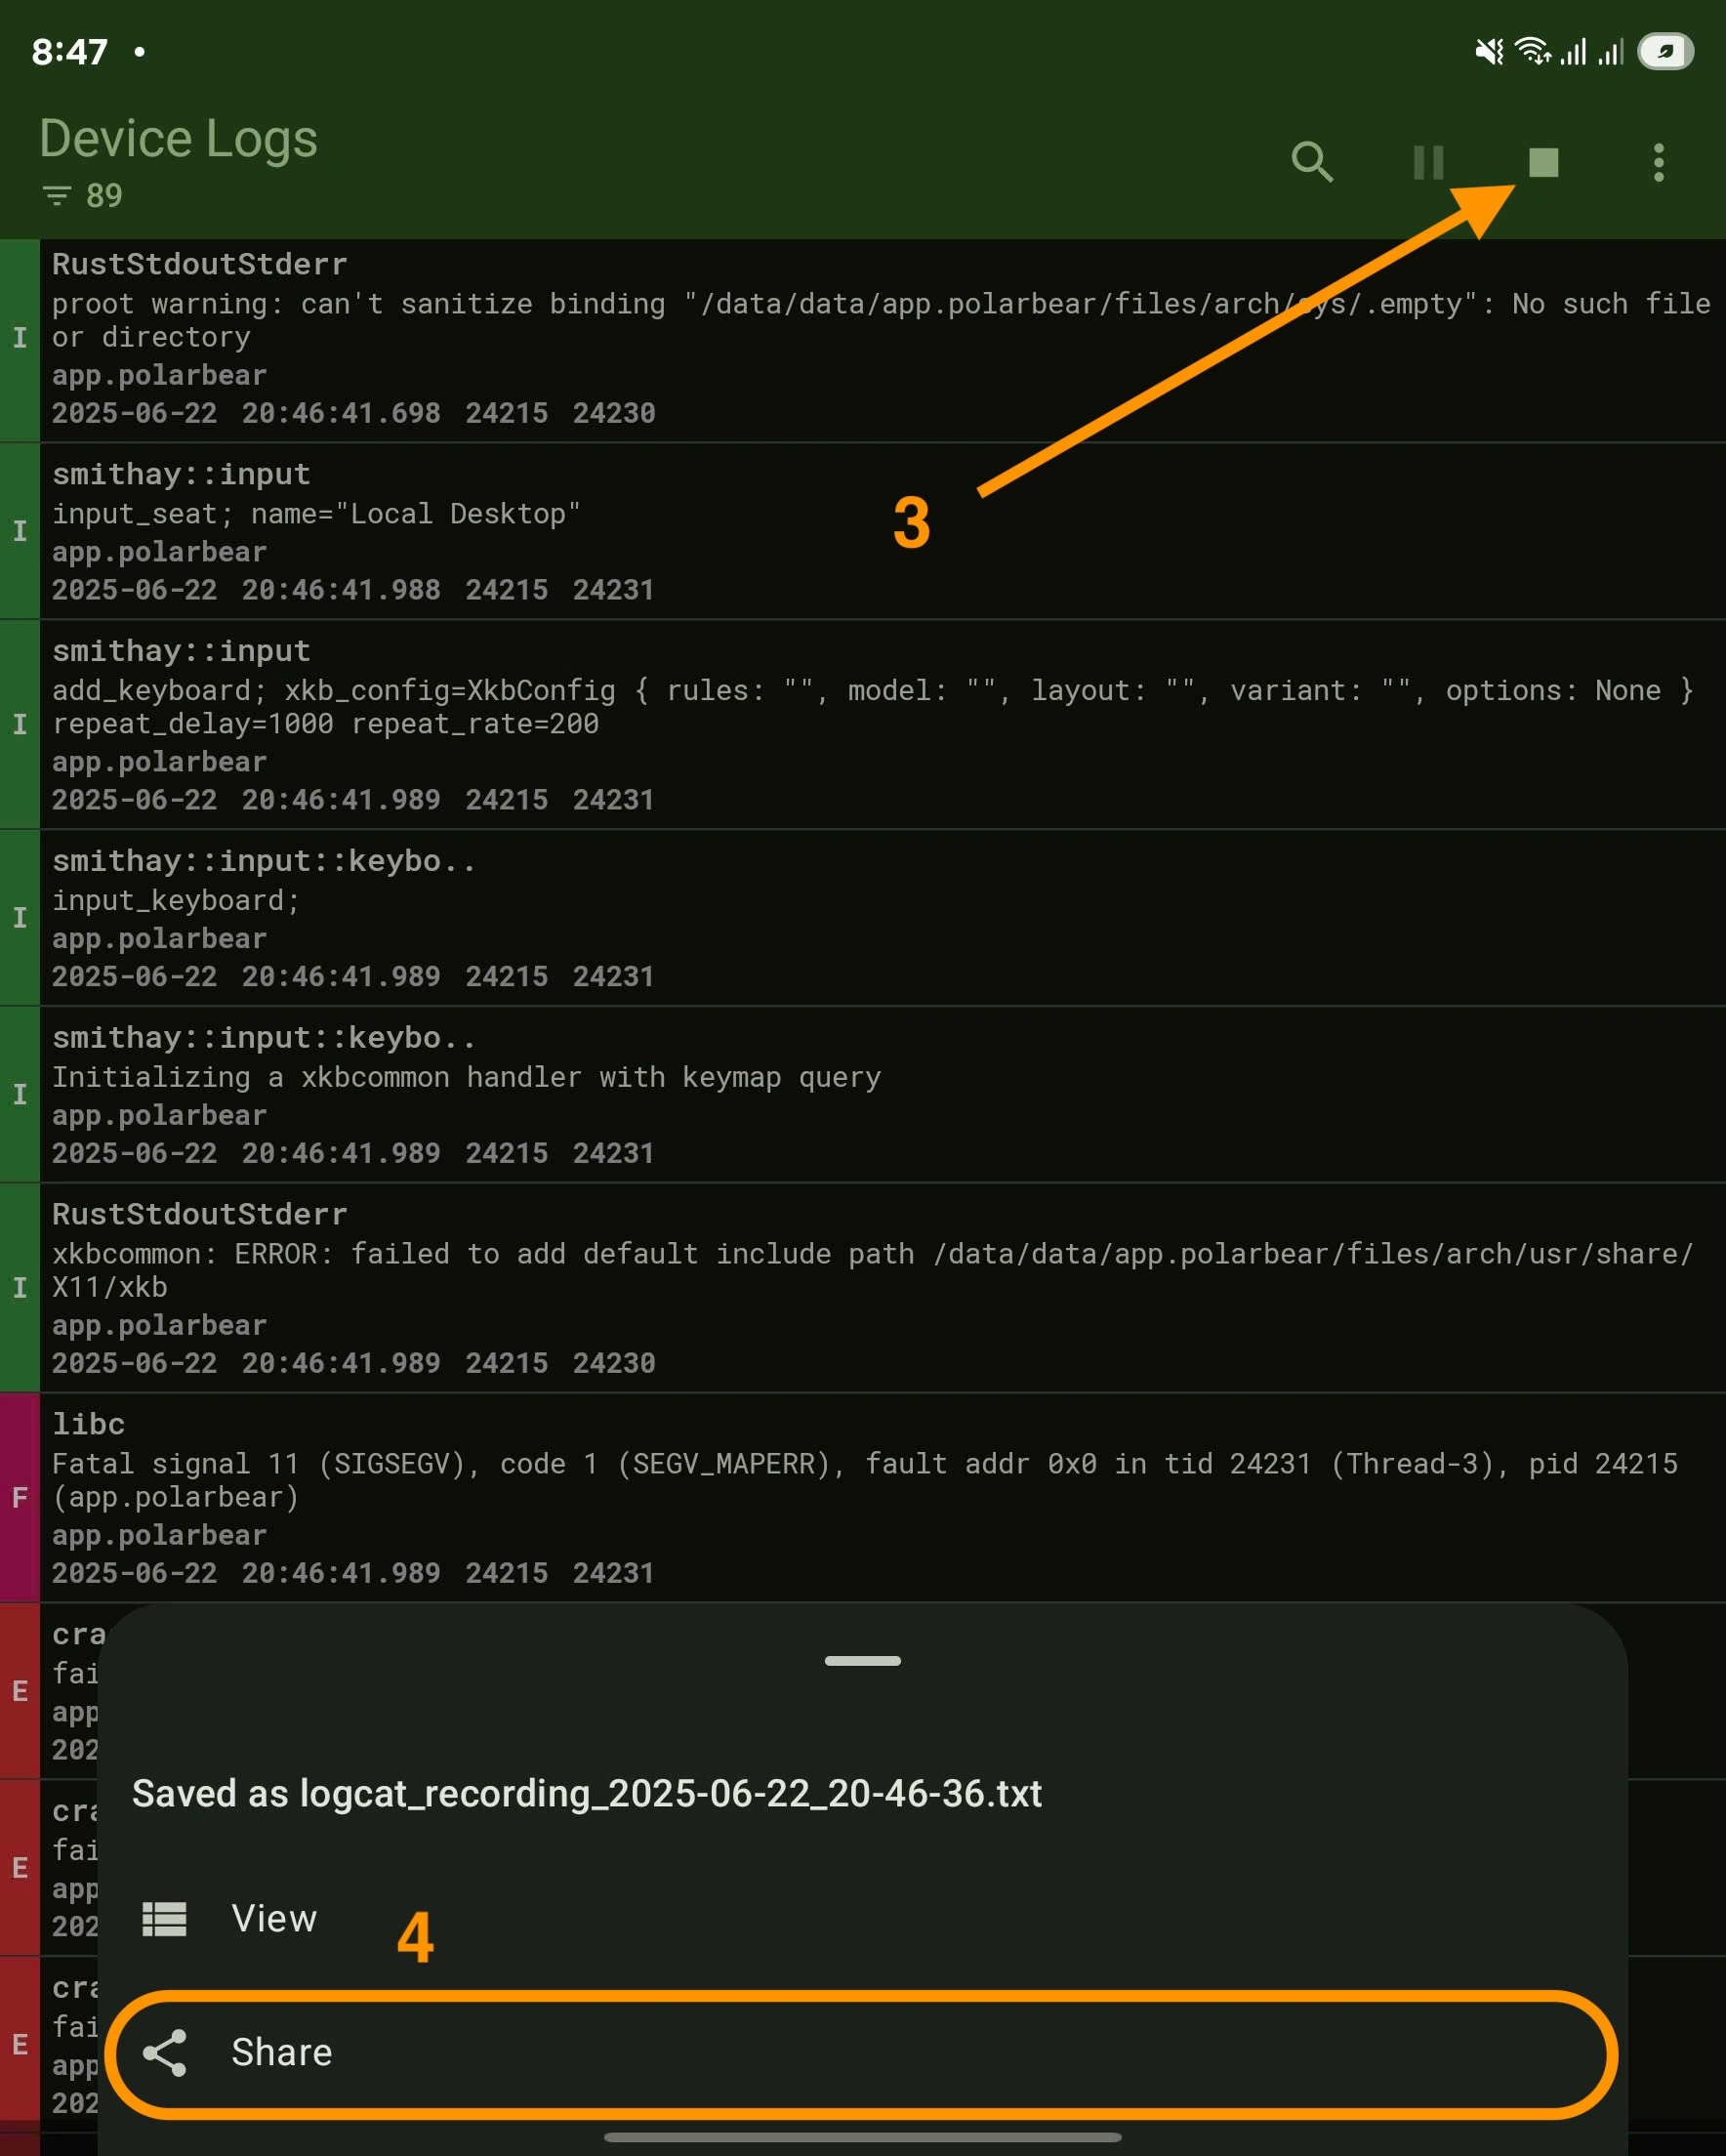 8:47
Device Logs
89
RustStdoutStderr
proot warning: can't sanitize binding "/data/data/app.polarbear/files/arch/sys/.empty": No such file
or directory
app.polarbear
2025-06-22 20:46:41.698 24215 24230
I
smithay::input
input_seat; name="Local Desktop"
app.polarbear
2025-06-22 20:46:41.988 24215 24231
I
3
smithay::input
add_keyboard; xkb_config=XkbConfig { rules: "", model: "", layout: "", variant: "", options: None }
repeat_delay=1000 repeat_rate=200
app.polarbear
2025-06-22 20:46:41.989 24215 24231
I
smithay::input::keybo..
input_keyboard;
app.polarbear
2025-06-22 20:46:41.989 24215 24231
I
smithay::input::keybo..
Initializing a xkbcommon handler with keymap query
app.polarbear
2025-06-22 20:46:41.989 24215 24231
I
RustStdoutStderr
xkbcommon: ERROR: failed to add default include path /data/data/app.polarbear/files/arch/usr/share/
X11/xkb
app.polarbear
2025-06-22 20:46:41.989 24215 24230
I
libc
Fatal signal 11 (SIGSEGV), code 1 (SEGV_MAPERR), fault addr 0x0 in tid 24231 (Thread-3), pid 24215
(app.polarbear)
app.polarbear
2025-06-22 20:46:41.989 24215 24231
F
cra
fai
app
202
E
cra
fai
app
202
E
cra
fai
app
202
E
Saved as logcat_recording_2025-06-22_20-46-36.txt
View
4
Share